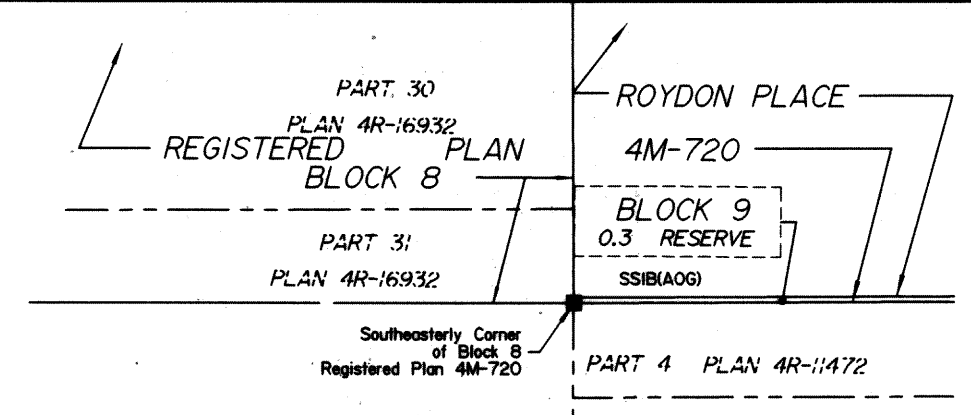 PART 30
PLAN 4R-16932
REGISTERED PLAN 4M-720
BLOCK 8
ROYDON PLACE
BLOCK 9
0.3 RESERVE
PART 31
PLAN 4R-16932
SSIB(AOG)
Southeasterly Corner
of Block 8
Registered Plan 4M-720
PART 4 PLAN 4R-11472